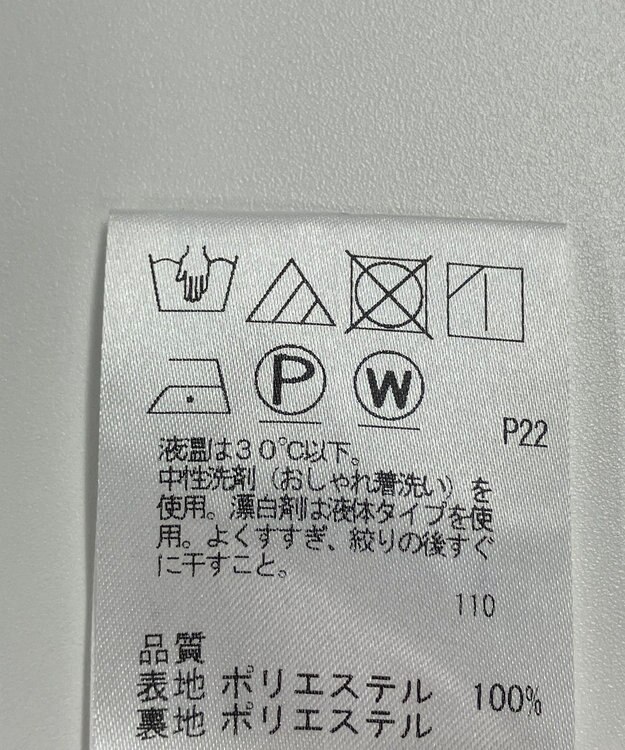 P W
P22
液温は30℃以下。
中性洗剤（おしゃれ着洗い）を
使用。漂白剤は液体タイプを使
用。よくすすぎ、絞りの後すぐ
に干すこと。
110
品質
表地 ポリエステル 100%
裏地 ポリエステル